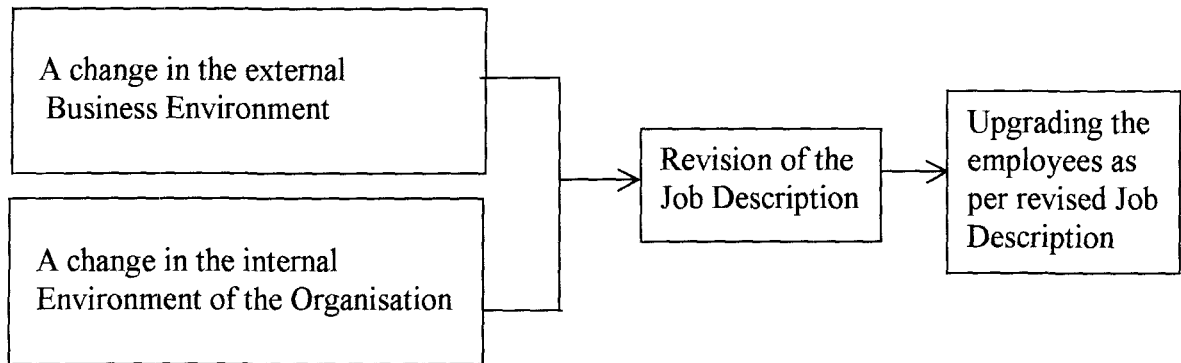 A change in the external
Business Environment
A change in the internal
Environment of the Organisation
Revision of the
Job Description
Upgrading the
employees as
per revised Job
Description